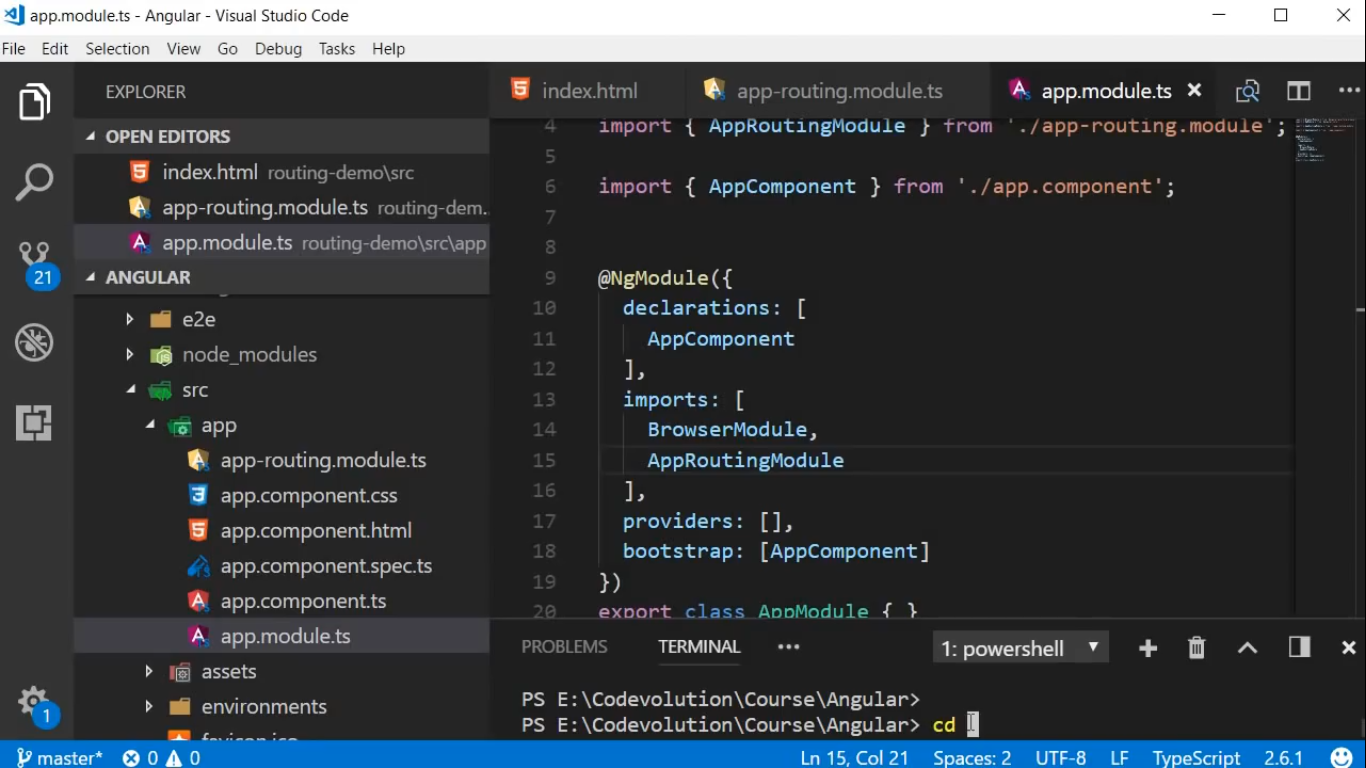 app.module.ts - Angular - Visual Studio Code
File Edit Selection View Go Debug Tasks Help
EXPLORER
OPEN EDITORS
index.html routing-demo\src
app-routing.module.ts routing-dem...
app.module.ts routing-demo\src\app
ANGULAR
e2e
node_modules
src
app
app-routing.module.ts
app.component.css
app.component.html
app.component.spec.ts
app.component.ts
app.module.ts
assets
environments
favicon.ico
21
1
index.html app-routing.module.ts app.module.ts
4 import { AppRoutingModule } from './app-routing.module';
5
6 import { AppComponent } from './app.component';
7
8
9 @NgModule({
10 declarations: [
11 AppComponent
12 ],
13 imports: [
14 BrowserModule,
15 AppRoutingModule
16 ],
17 providers: [],
18 bootstrap: [AppComponent]
19 })
20 export class AppModule { }
PROBLEMS TERMINAL ••• 1: powershell
PS E:\Codevolution\Course\Angular>
PS E:\Codevolution\Course\Angular> cd
master* 0 0 Ln 15, Col 21 Spaces: 2 UTF-8 LF TypeScript 2.6.1